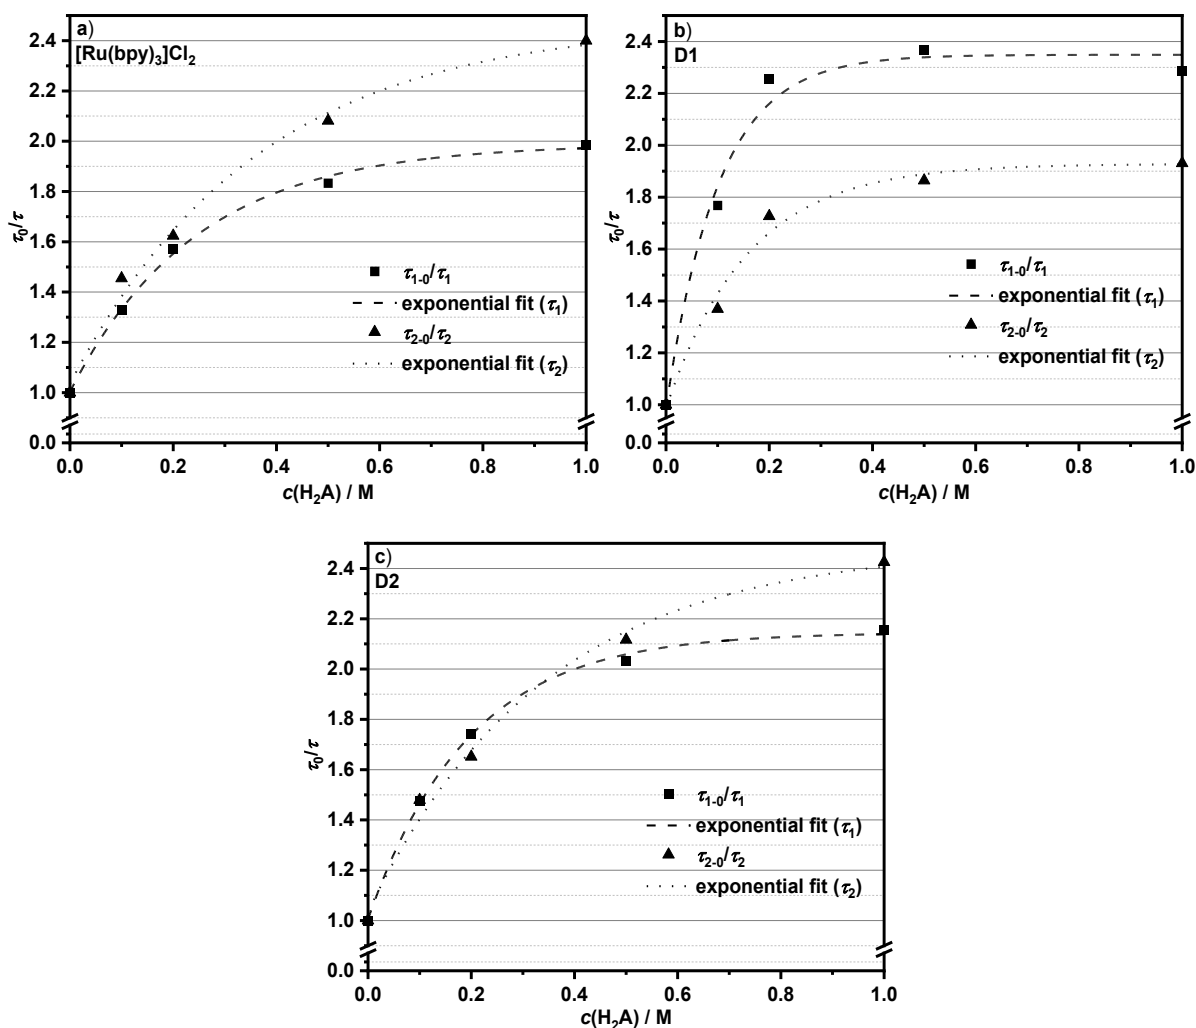 a)
[Ru(bpy)₃]Cl₂
2.4
2.2
2.0
1.8
1.6
1.4
1.2
1.0
0.0
τ₀/τ
τ₁₋₀/τ₁
exponential fit (τ₁)
τ₂₋₀/τ₂
exponential fit (τ₂)
0.0 0.2 0.4 0.6 0.8 1.0
c(H₂A) / M
b)
D1
2.4
2.2
2.0
1.8
1.6
1.4
1.2
1.0
0.0
τ₀/τ
τ₁₋₀/τ₁
exponential fit (τ₁)
τ₂₋₀/τ₂
exponential fit (τ₂)
0.0 0.2 0.4 0.6 0.8 1.0
c(H₂A) / M
c)
D2
2.4
2.2
2.0
1.8
1.6
1.4
1.2
1.0
0.0
τ₀/τ
τ₁₋₀/τ₁
exponential fit (τ₁)
τ₂₋₀/τ₂
exponential fit (τ₂)
0.0 0.2 0.4 0.6 0.8 1.0
c(H₂A) / M